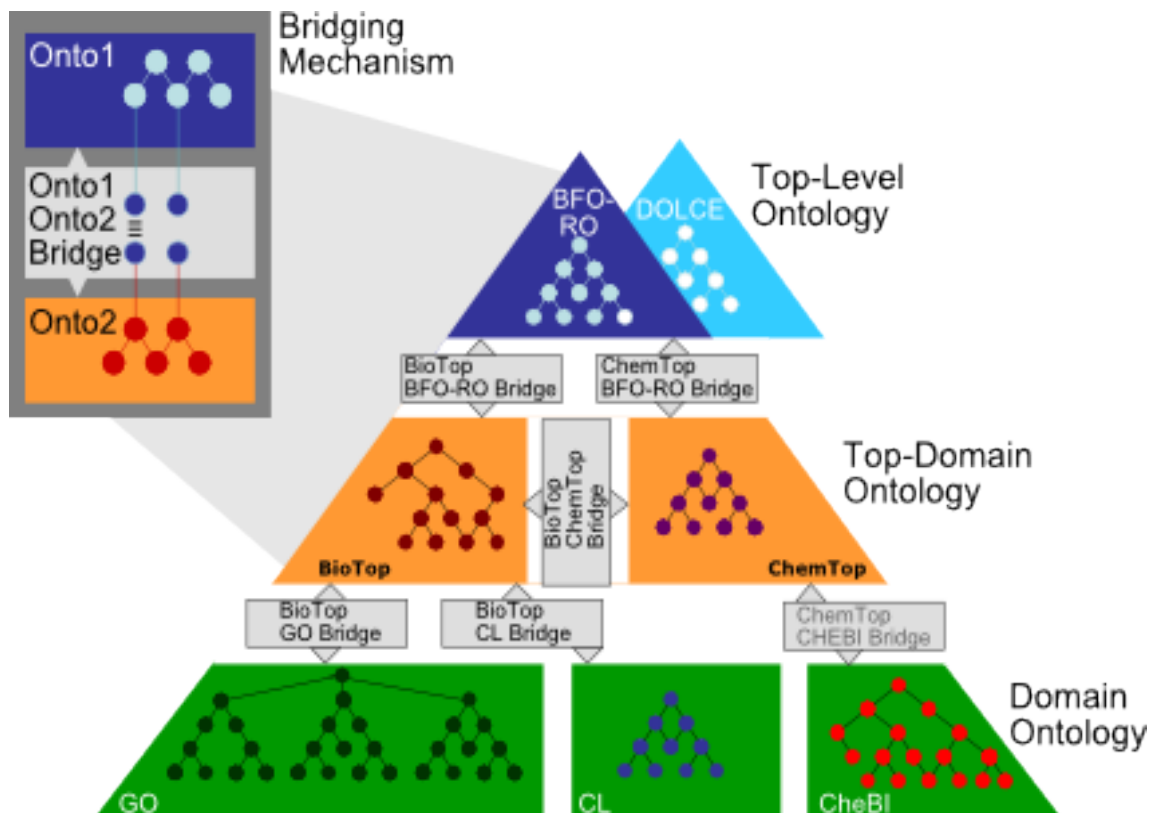 Bridging
Mechanism
Onto1
Onto1
Onto2
≡
Bridge
Onto2
BFO-
RO
DOLCE
Top-Level
Ontology
BioTop
BFO-RO Bridge
ChemTop
BFO-RO Bridge
BioTop
ChemTop
Bridge
Top-Domain
Ontology
BioTop
ChemTop
BioTop
GO Bridge
BioTop
CL Bridge
ChemTop
CHEBI Bridge
Domain
Ontology
GO
CL
CheBI